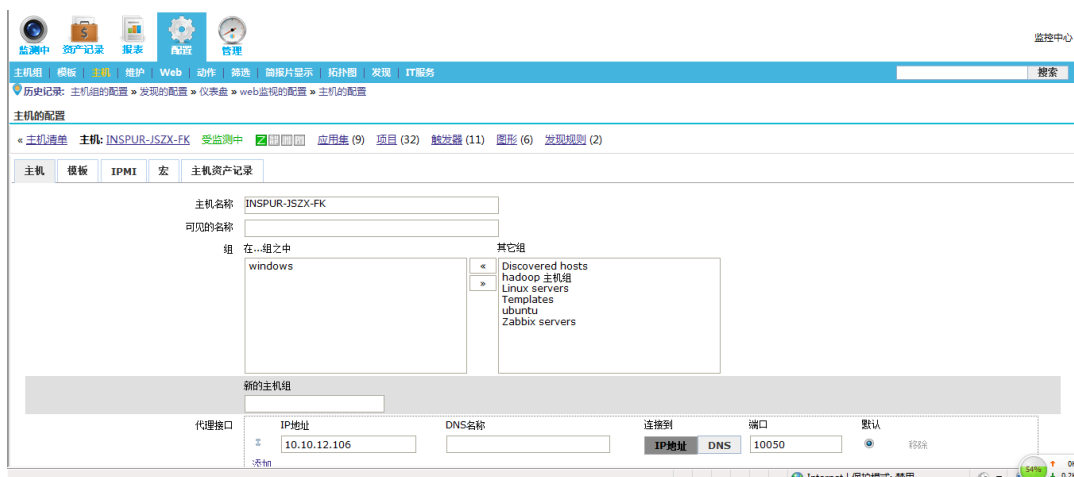 监测中 资产记录 报表 配置 管理
监控中心
主机组 | 模板 | 主机 | 维护 | Web | 动作 | 筛选 | 简报片显示 | 拓扑图 | 发现 | IT服务 搜索
历史记录: 主机组的配置 » 发现的配置 » 仪表盘 » web监视的配置 » 主机的配置
主机的配置
« 主机清单 主机: INSPUR-JSZX-FK 受监测中 应用集 (9) 项目 (32) 触发器 (11) 图形 (6) 发现规则 (2)
主机 模板 IPMI 宏 主机资产记录
主机名称 INSPUR-JSZX-FK
可见的名称
组 在...组之中 其它组
windows « Discovered hosts
hadoop 主机组
» Linux servers
Templates
ubuntu
Zabbix servers
新的主机组
代理接口 IP地址 DNS名称 连接到 端口 默认
10.10.12.106 IP地址 DNS 10050 移除
添加
Internet | 保护模式: 禁用
54%